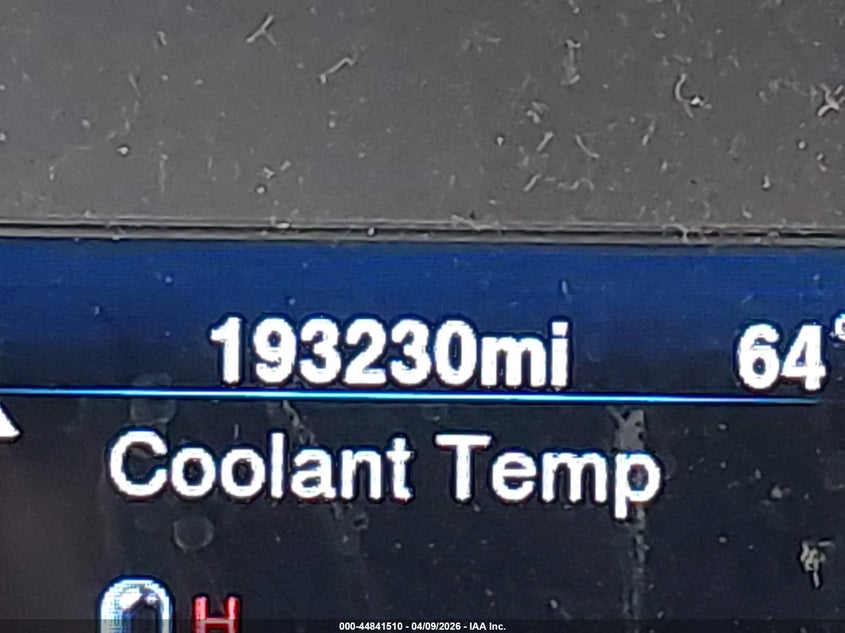 193230mi 64°
Coolant Temp
H
000-44841510 - 04/09/2026 - IAA Inc.